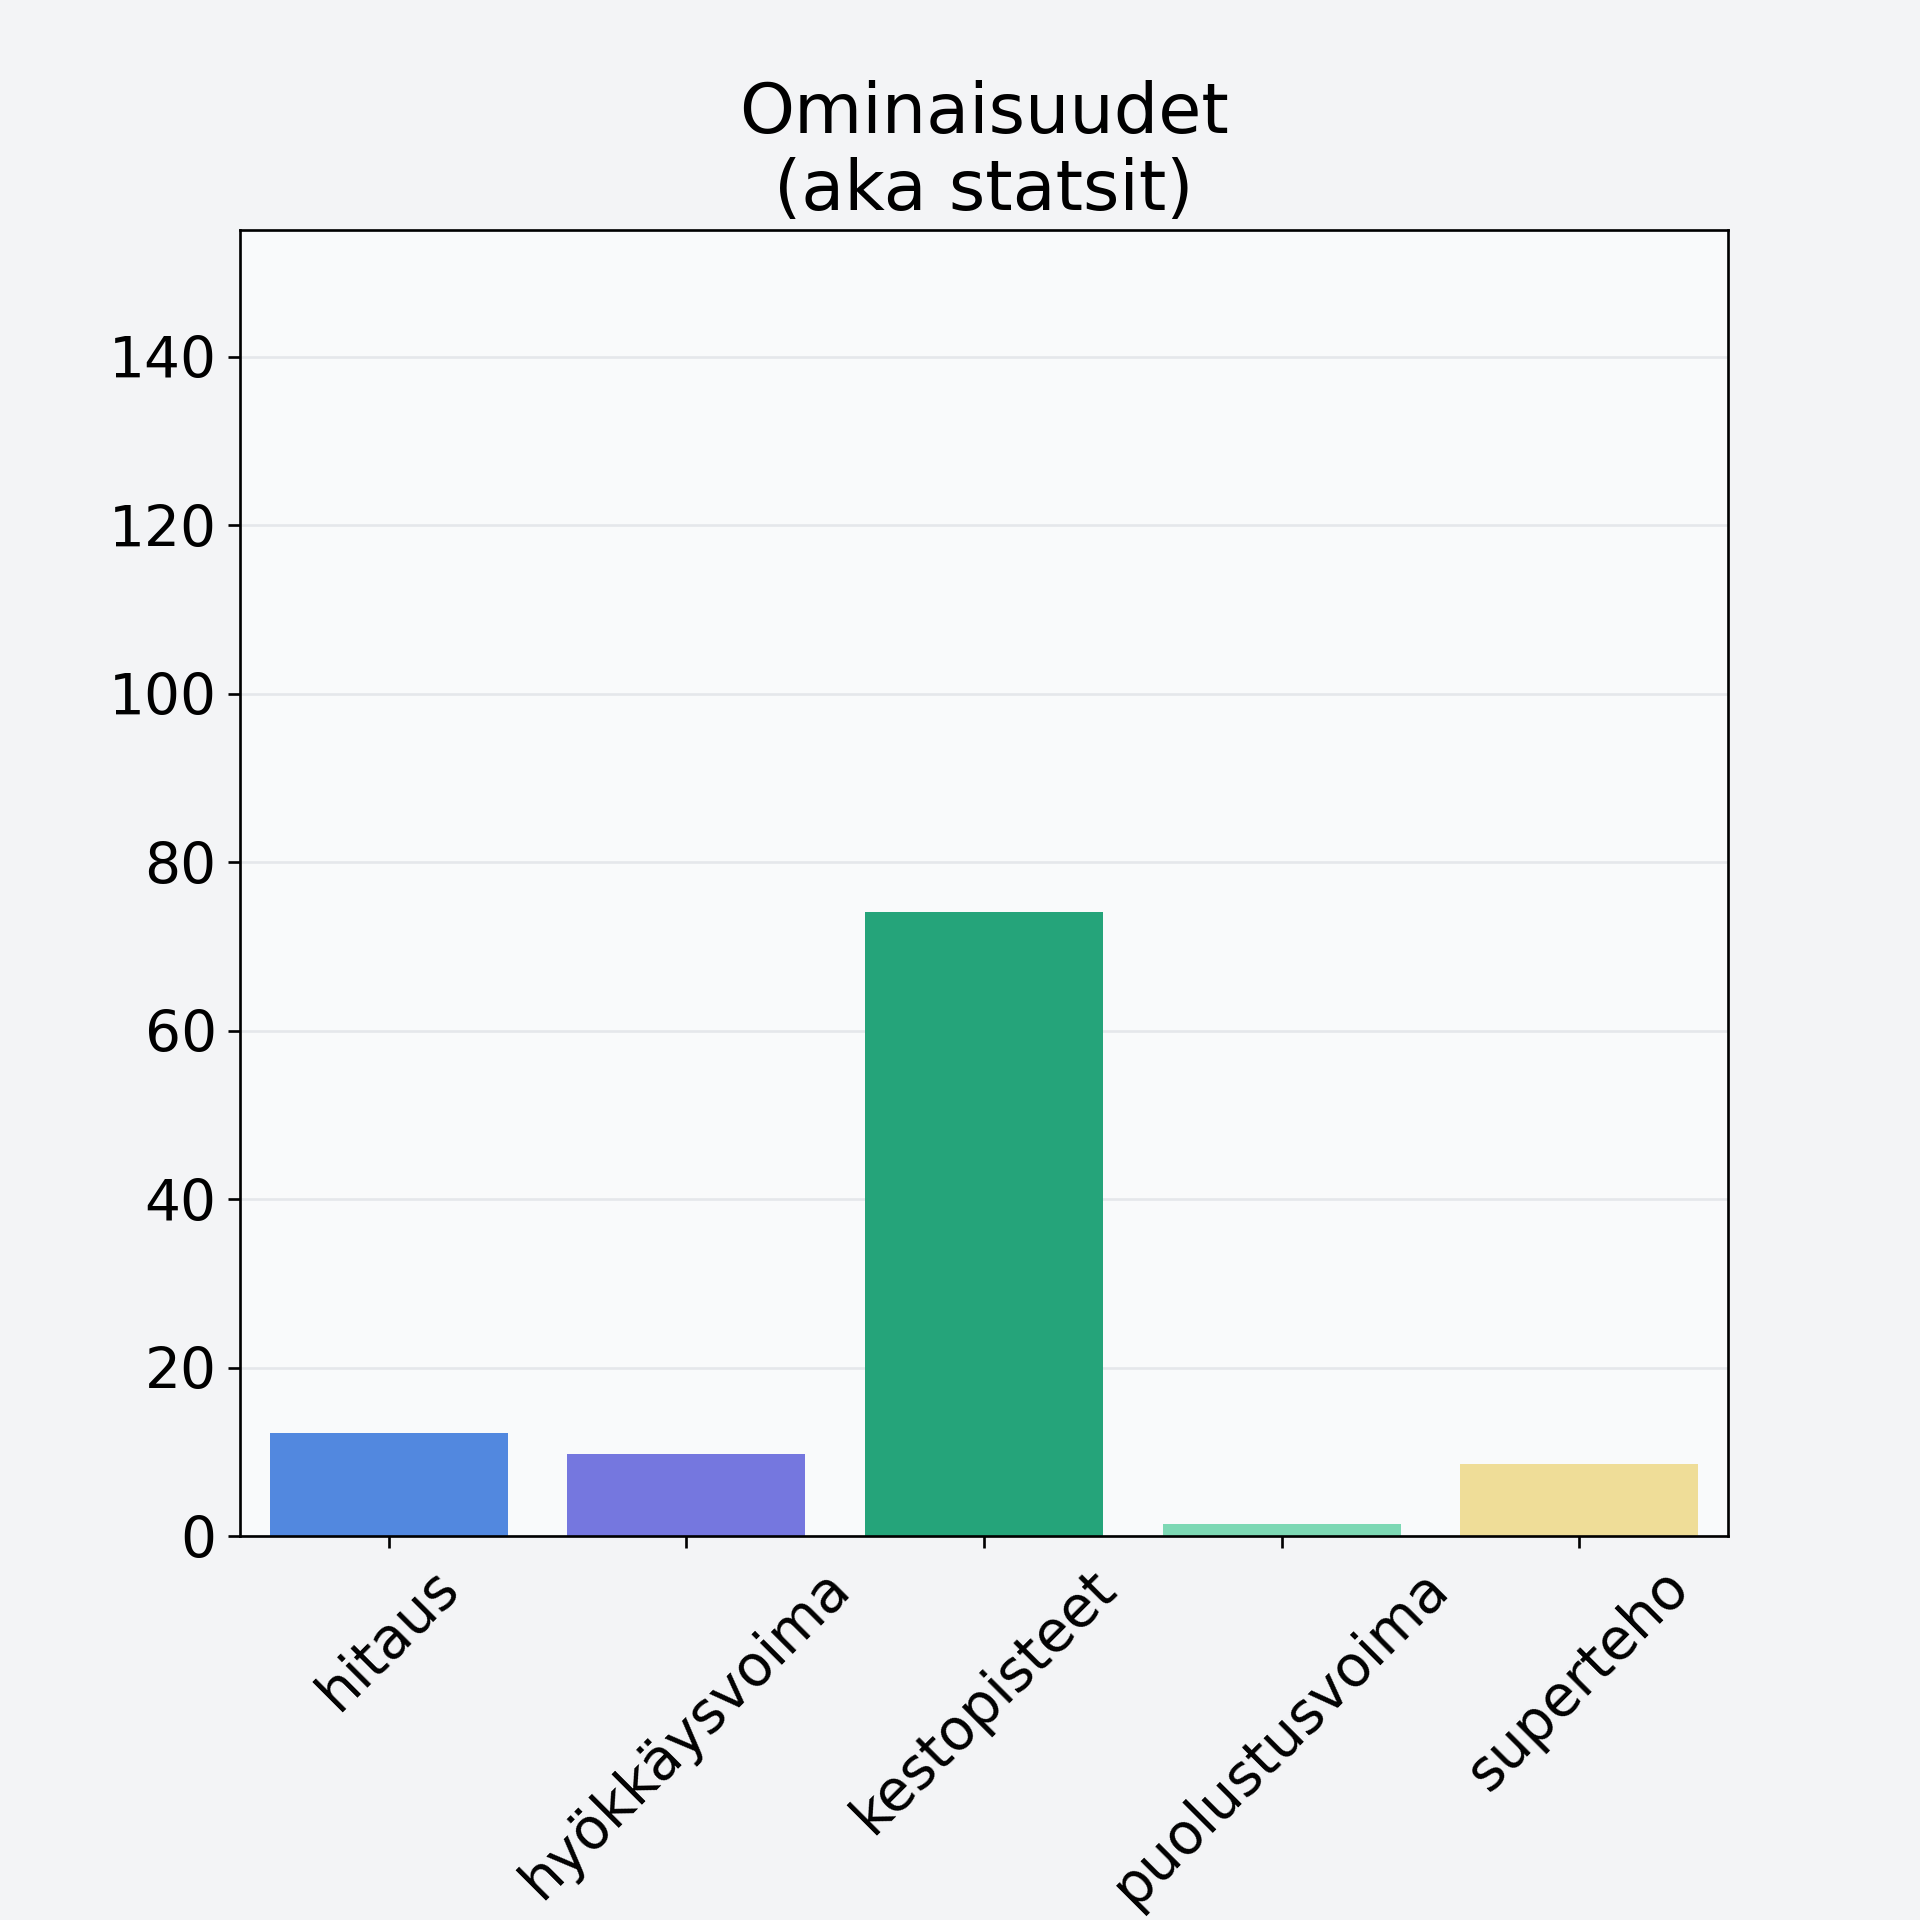 Ominaisuudet
(aka statsit)
140
120
100
80
60
40
20
0
hitaus
hyökkäysvoima
kestopisteet
puolustusvoima
superteho